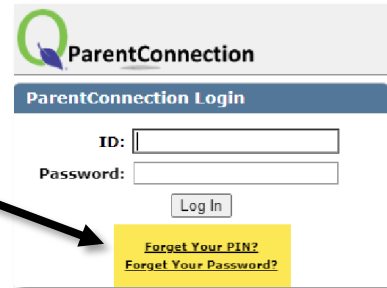 Q ParentConnection
ParentConnection Login
ID:
Password:
Log In
Forget Your PIN?
Forget Your Password?